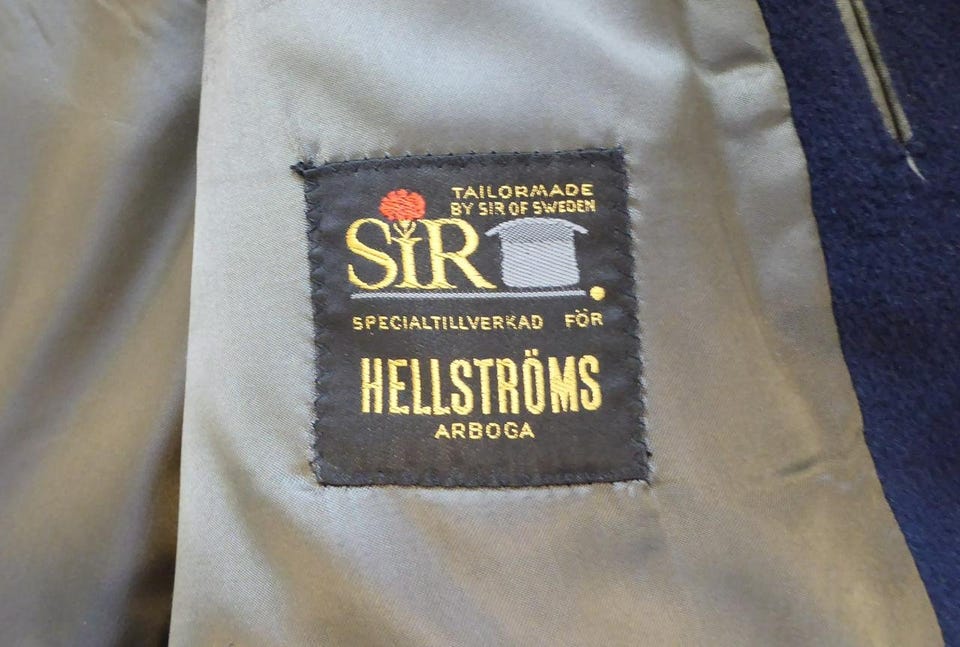 TAILORMADE
BY SIR OF SWEDEN
SiR
SPECIALTILLVERKAD FÖR
HELLSTRÖMS
ARBOGA